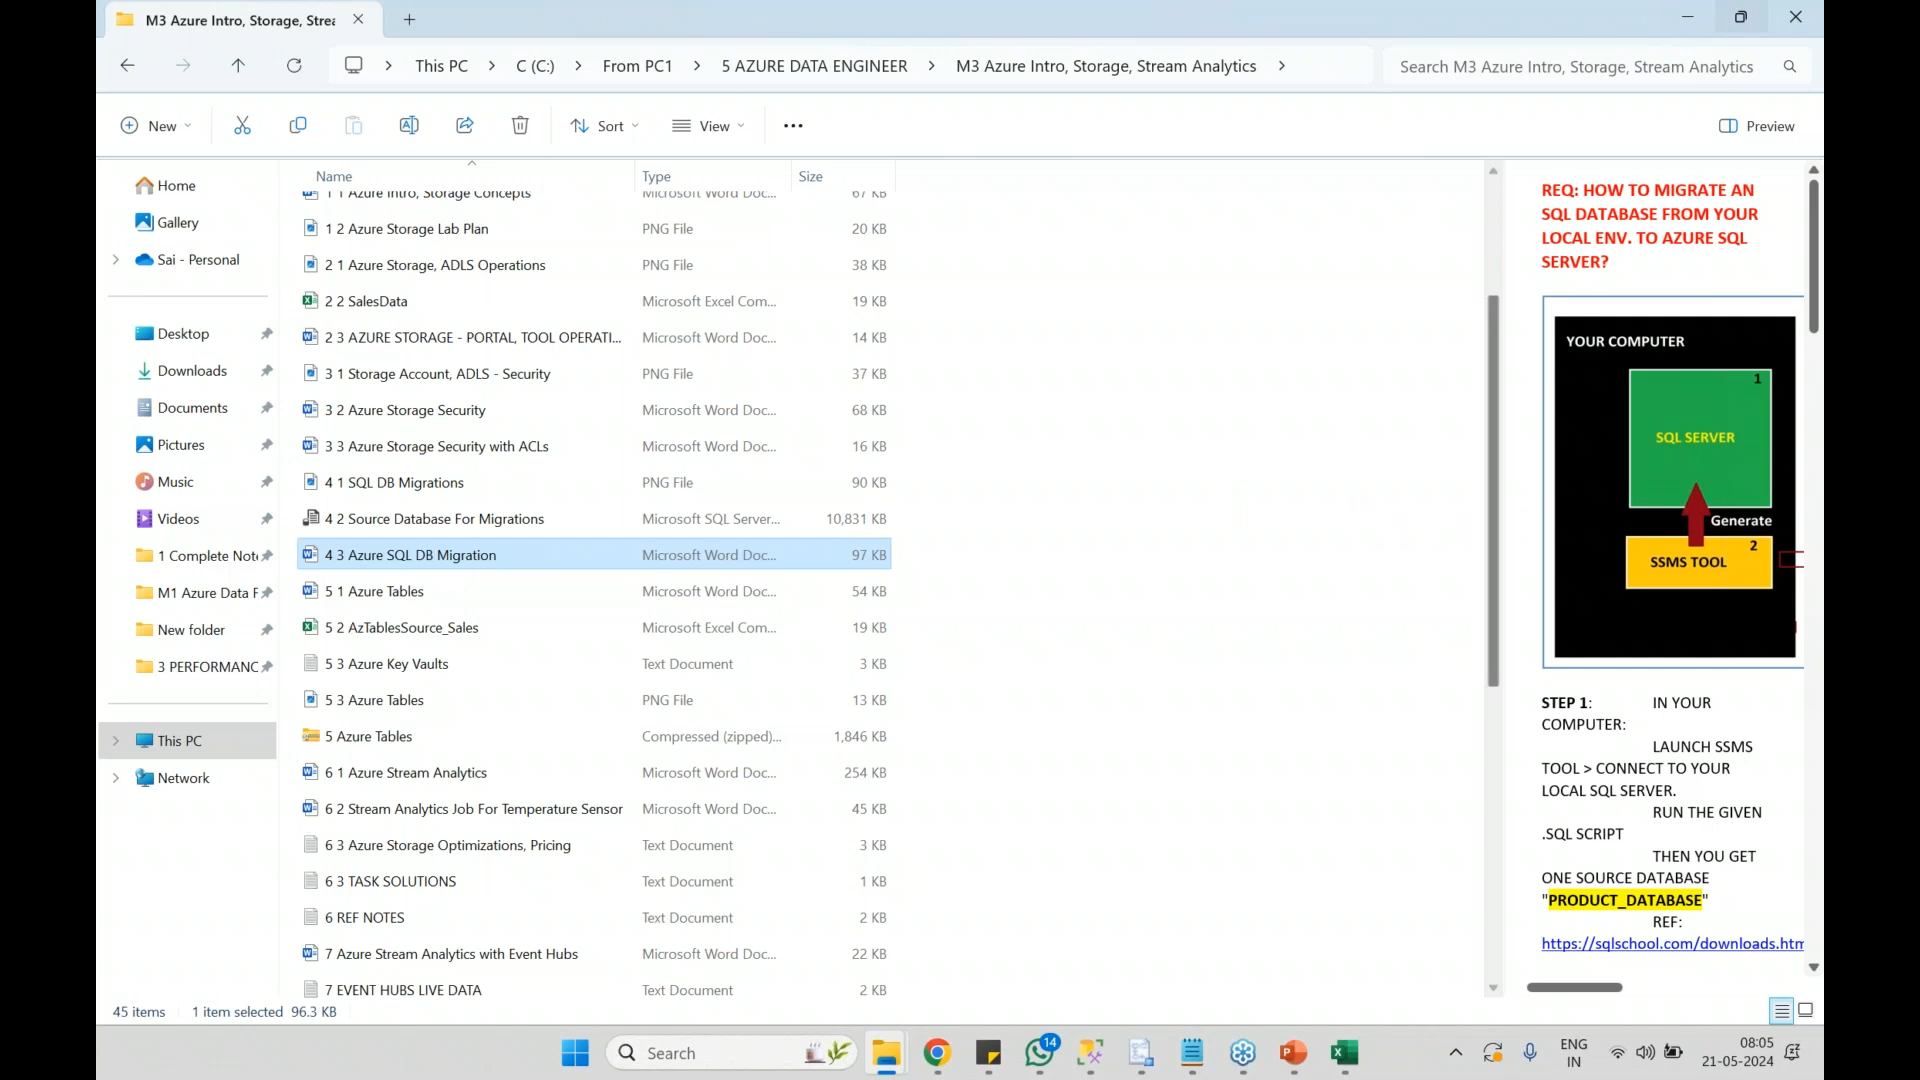 M3 Azure Intro, Storage, Strea
This PC
C (C:)
From PC1
5 AZURE DATA ENGINEER
M3 Azure Intro, Storage, Stream Analytics
Search M3 Azure Intro, Storage, Stream Analytics
New
Sort
View
Preview
Home
Gallery
Sai - Personal
Desktop
Downloads
Documents
Pictures
Music
Videos
1 Complete Not
M1 Azure Data F
New folder
3 PERFORMANC
This PC
Network
Name Type Size
1 1 Azure Intro, Storage Concepts Microsoft Word Doc... 67 KB
1 2 Azure Storage Lab Plan PNG File 20 KB
2 1 Azure Storage, ADLS Operations PNG File 38 KB
2 2 SalesData Microsoft Excel Com... 19 KB
2 3 AZURE STORAGE - PORTAL, TOOL OPERATI... Microsoft Word Doc... 14 KB
3 1 Storage Account, ADLS - Security PNG File 37 KB
3 2 Azure Storage Security Microsoft Word Doc... 68 KB
3 3 Azure Storage Security with ACLs Microsoft Word Doc... 16 KB
4 1 SQL DB Migrations PNG File 90 KB
4 2 Source Database For Migrations Microsoft SQL Server... 10,831 KB
4 3 Azure SQL DB Migration Microsoft Word Doc... 97 KB
5 1 Azure Tables Microsoft Word Doc... 54 KB
5 2 AzTablesSource_Sales Microsoft Excel Com... 19 KB
5 3 Azure Key Vaults Text Document 3 KB
5 3 Azure Tables PNG File 13 KB
5 Azure Tables Compressed (zipped)... 1,846 KB
6 1 Azure Stream Analytics Microsoft Word Doc... 254 KB
6 2 Stream Analytics Job For Temperature Sensor Microsoft Word Doc... 45 KB
6 3 Azure Storage Optimizations, Pricing Text Document 3 KB
6 3 TASK SOLUTIONS Text Document 1 KB
6 REF NOTES Text Document 2 KB
7 Azure Stream Analytics with Event Hubs Microsoft Word Doc... 22 KB
7 EVENT HUBS LIVE DATA Text Document 2 KB
REQ: HOW TO MIGRATE AN
SQL DATABASE FROM YOUR
LOCAL ENV. TO AZURE SQL
SERVER?
YOUR COMPUTER
1
SQL SERVER
Generate
2
SSMS TOOL
STEP 1: IN YOUR
COMPUTER:
LAUNCH SSMS
TOOL > CONNECT TO YOUR
LOCAL SQL SERVER.
RUN THE GIVEN
.SQL SCRIPT
THEN YOU GET
ONE SOURCE DATABASE
"PRODUCT_DATABASE"
REF:
https://sqlschool.com/downloads.htm
45 items 1 item selected 96.3 KB
Search
14
ENG
IN
08:05
21-05-2024